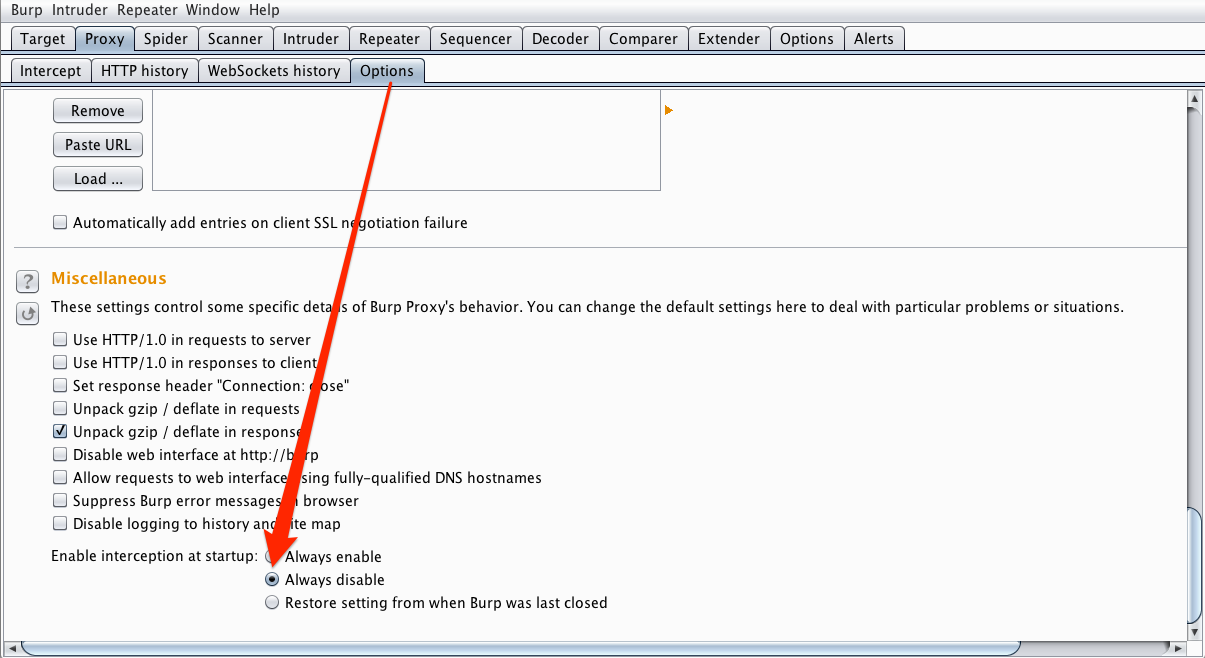 Burp Intruder Repeater Window Help
Target Proxy Spider Scanner Intruder Repeater Sequencer Decoder Comparer Extender Options Alerts
Intercept HTTP history WebSockets history Options
Remove
Paste URL
Load ...
Automatically add entries on client SSL negotiation failure
? Miscellaneous
These settings control some specific details of Burp Proxy's behavior. You can change the default settings here to deal with particular problems or situations.
Use HTTP/1.0 in requests to server
Use HTTP/1.0 in responses to client
Set response header "Connection: close"
Unpack gzip / deflate in requests
Unpack gzip / deflate in responses
Disable web interface at http://burp
Allow requests to web interface using fully-qualified DNS hostnames
Suppress Burp error messages in browser
Disable logging to history and site map
Enable interception at startup: Always enable
Always disable
Restore setting from when Burp was last closed